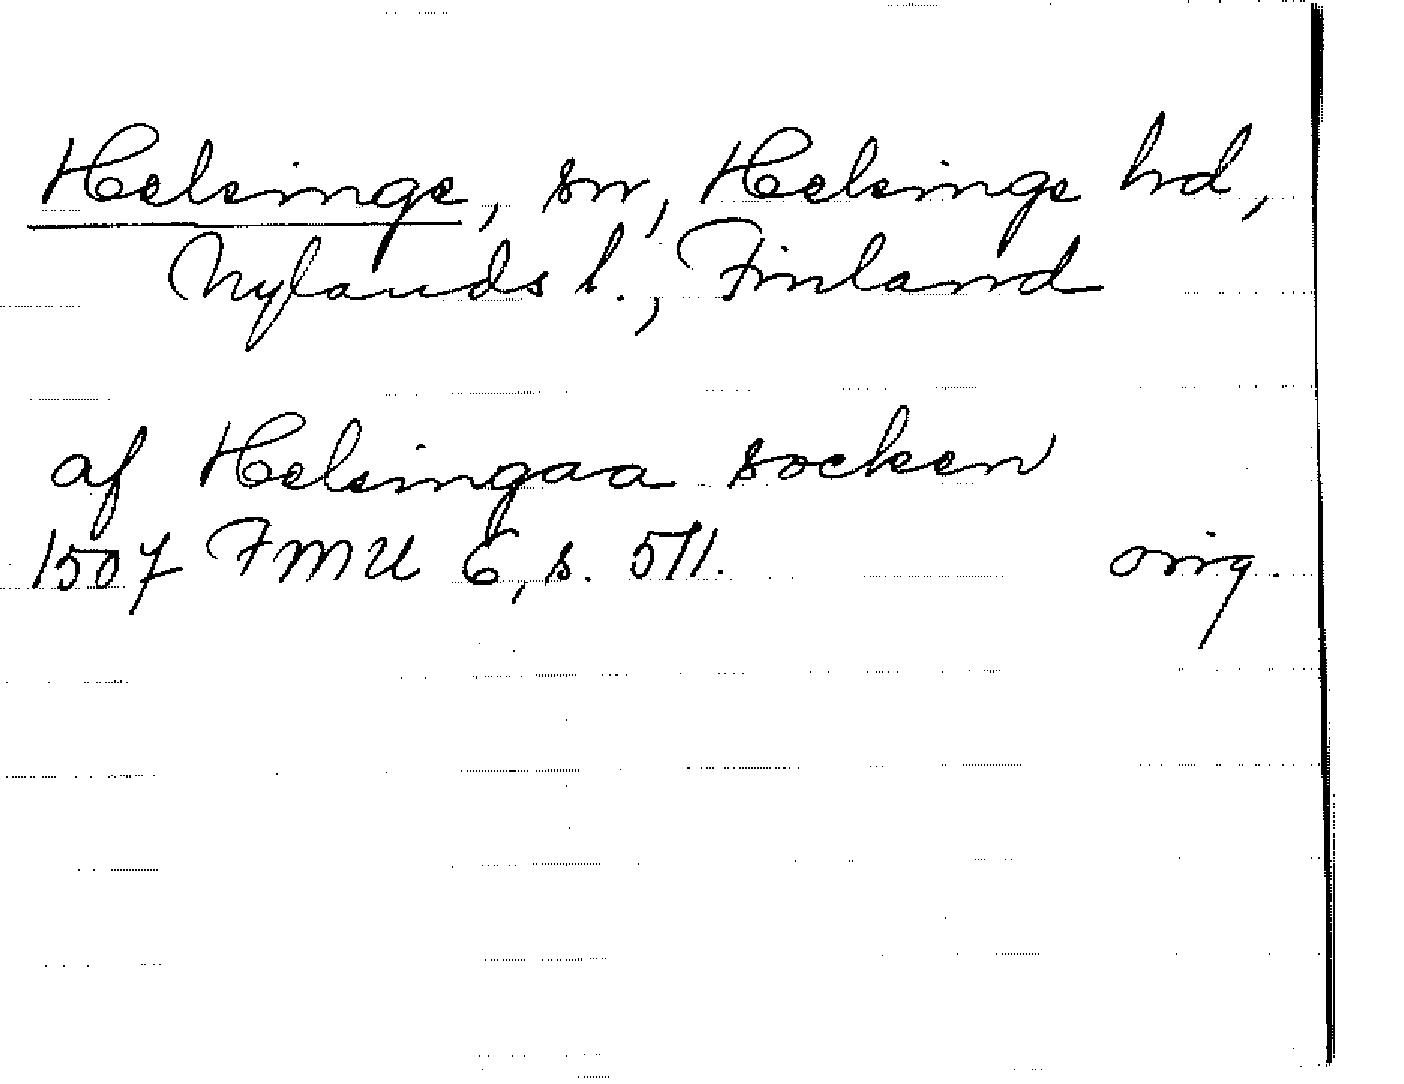 Helsinge, sn, Helsinge hd,
Nylands l., Finland
af Helsingaa socken
1507 FMU 6, s. 511. orig.